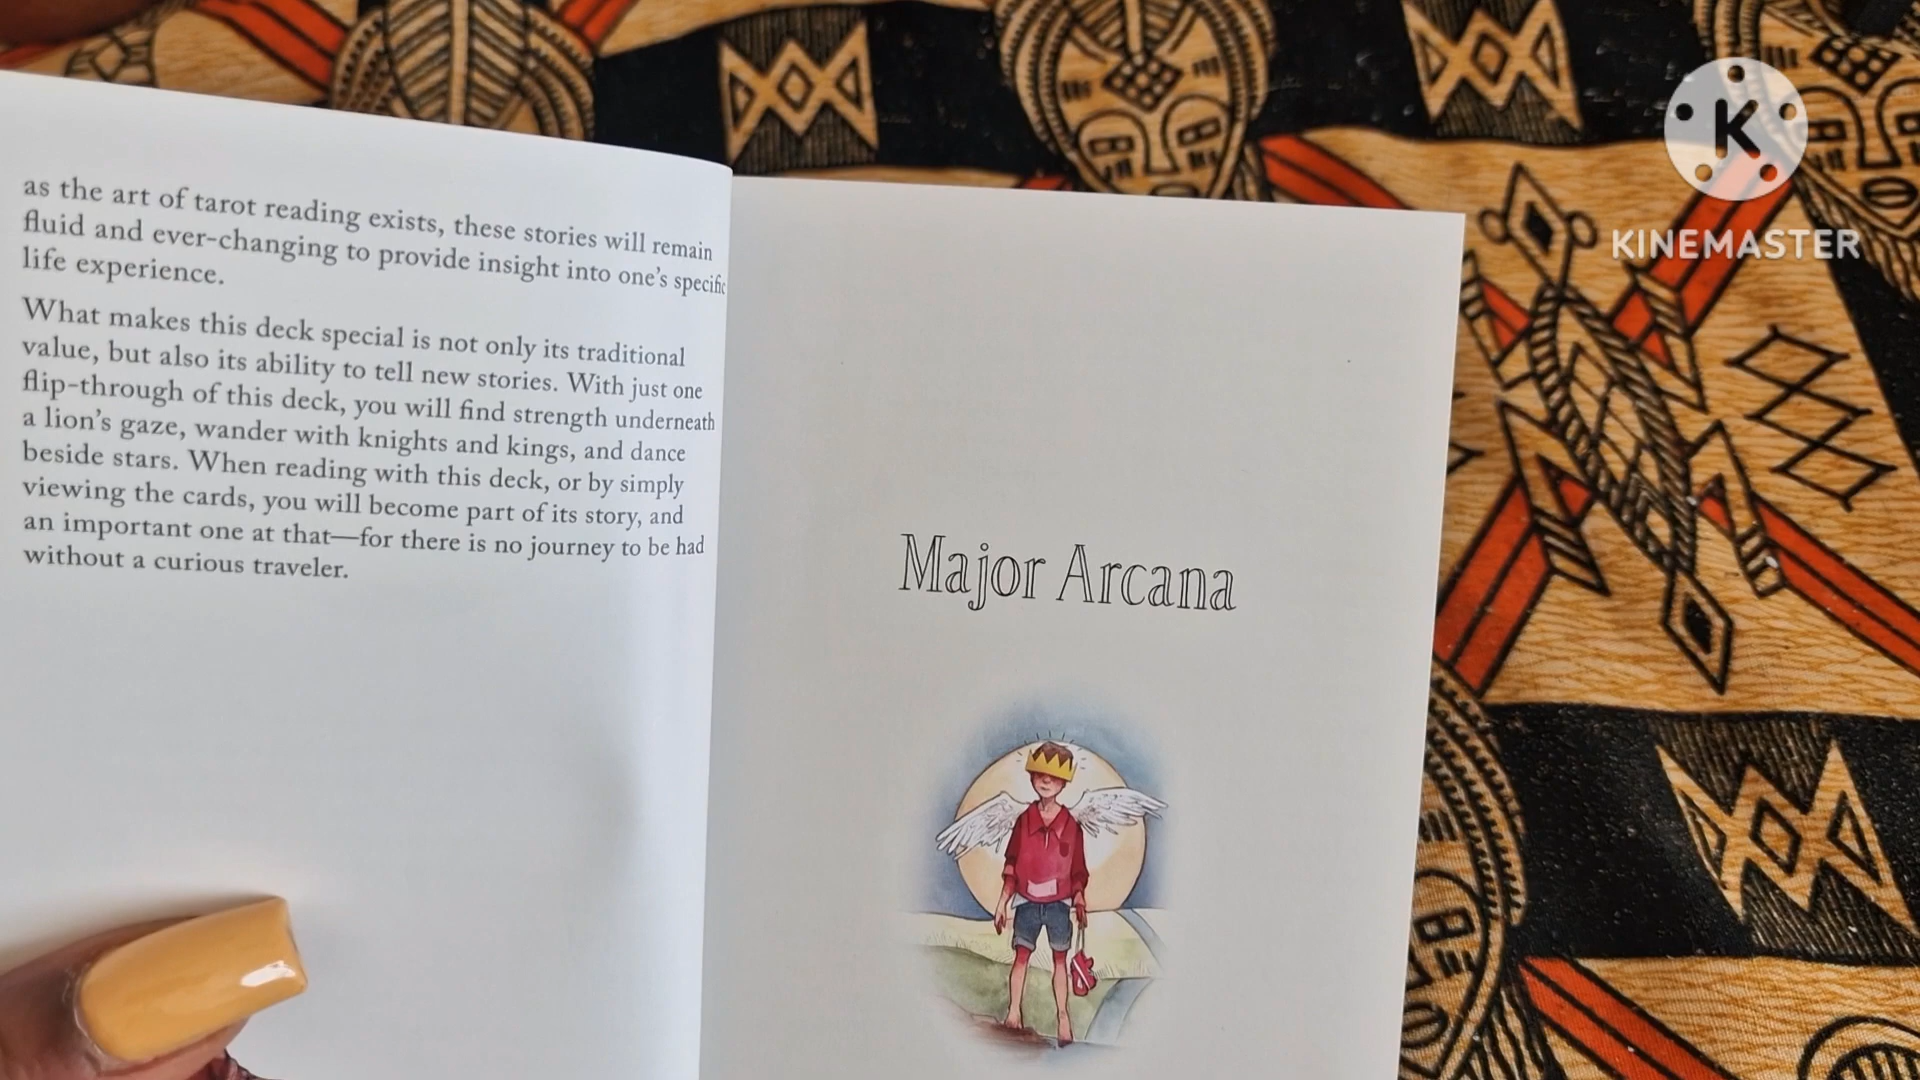 as the art of tarot reading exists, these stories will remain
fluid and ever-changing to provide insight into one's specific
life experience.
What makes this deck special is not only its traditional
value, but also its ability to tell new stories. With just one
flip-through of this deck, you will find strength underneath
a lion's gaze, wander with knights and kings, and dance
beside stars. When reading with this deck, or by simply
viewing the cards, you will become part of its story, and
an important one at that—for there is no journey to be had
without a curious traveler.
Major Arcana
K
KINEMASTER